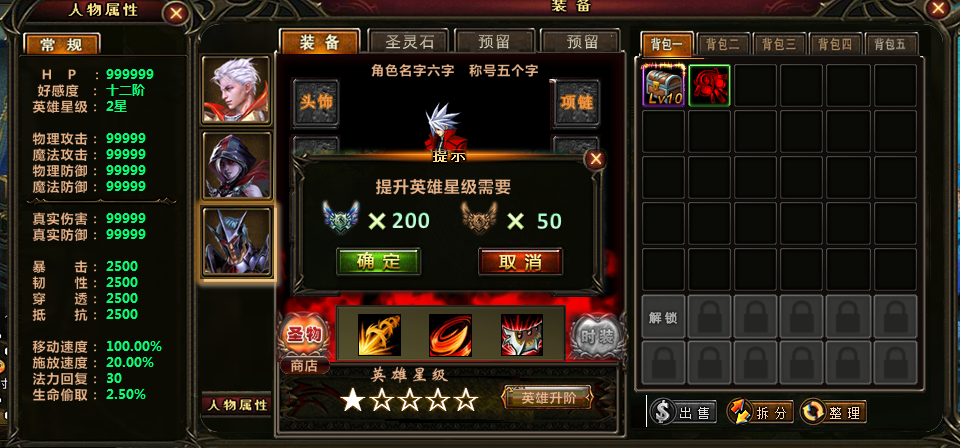 人物属性
常 规
H P : 999999
好感度 : 十二阶
英雄星级 : 2星
物理攻击 : 99999
魔法攻击 : 99999
物理防御 : 99999
魔法防御 : 99999
真实伤害 : 99999
真实防御 : 99999
暴 击 : 2500
韧 性 : 2500
穿 透 : 2500
抵 抗 : 2500
移动速度 : 100.00%
施放速度 : 20.00%
法力回复 : 30
生命偷取 : 2.50%
人物属性
装 备
装 备
圣灵石
预留
预留
角色名字六字 称号五个字
头饰
项链
提示
提升英雄星级需要
×200 × 50
确 定
取 消
圣物
商店
时装
英雄星级
英雄升阶
背包一
背包二
背包三
背包四
背包五
Lv10
解锁
出售
拆分
整理